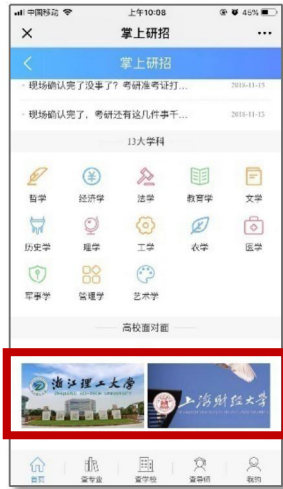 中国移动 上午10:08 45%
掌上研招
掌上研招
· 现场确认完了没事了？考研准考证打... 2018-11-15
· 现场确认完了，考研还有这几件事千... 2018-11-13
13大学科
哲学 经济学 法学 教育学 文学
历史学 理学 工学 农学 医学
军事学 管理学 艺术学
高校面对面
浙江理工大学 上海财经大学
ZHEJIANG SCI-TECH UNIVERSITY
首页 查专业 查学校 查导师 我的